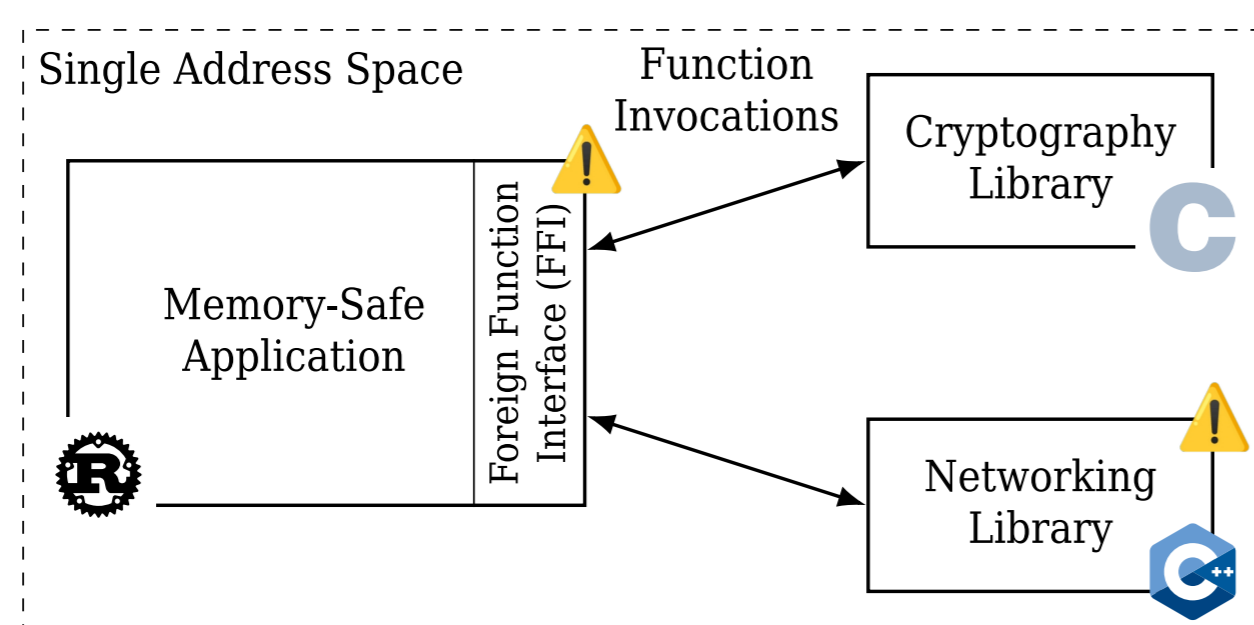 Single Address Space
Function
Invocations
Cryptography
Library
C
Memory-Safe
Application
Foreign Function
Interface (FFI)
R
Networking
Library
C++